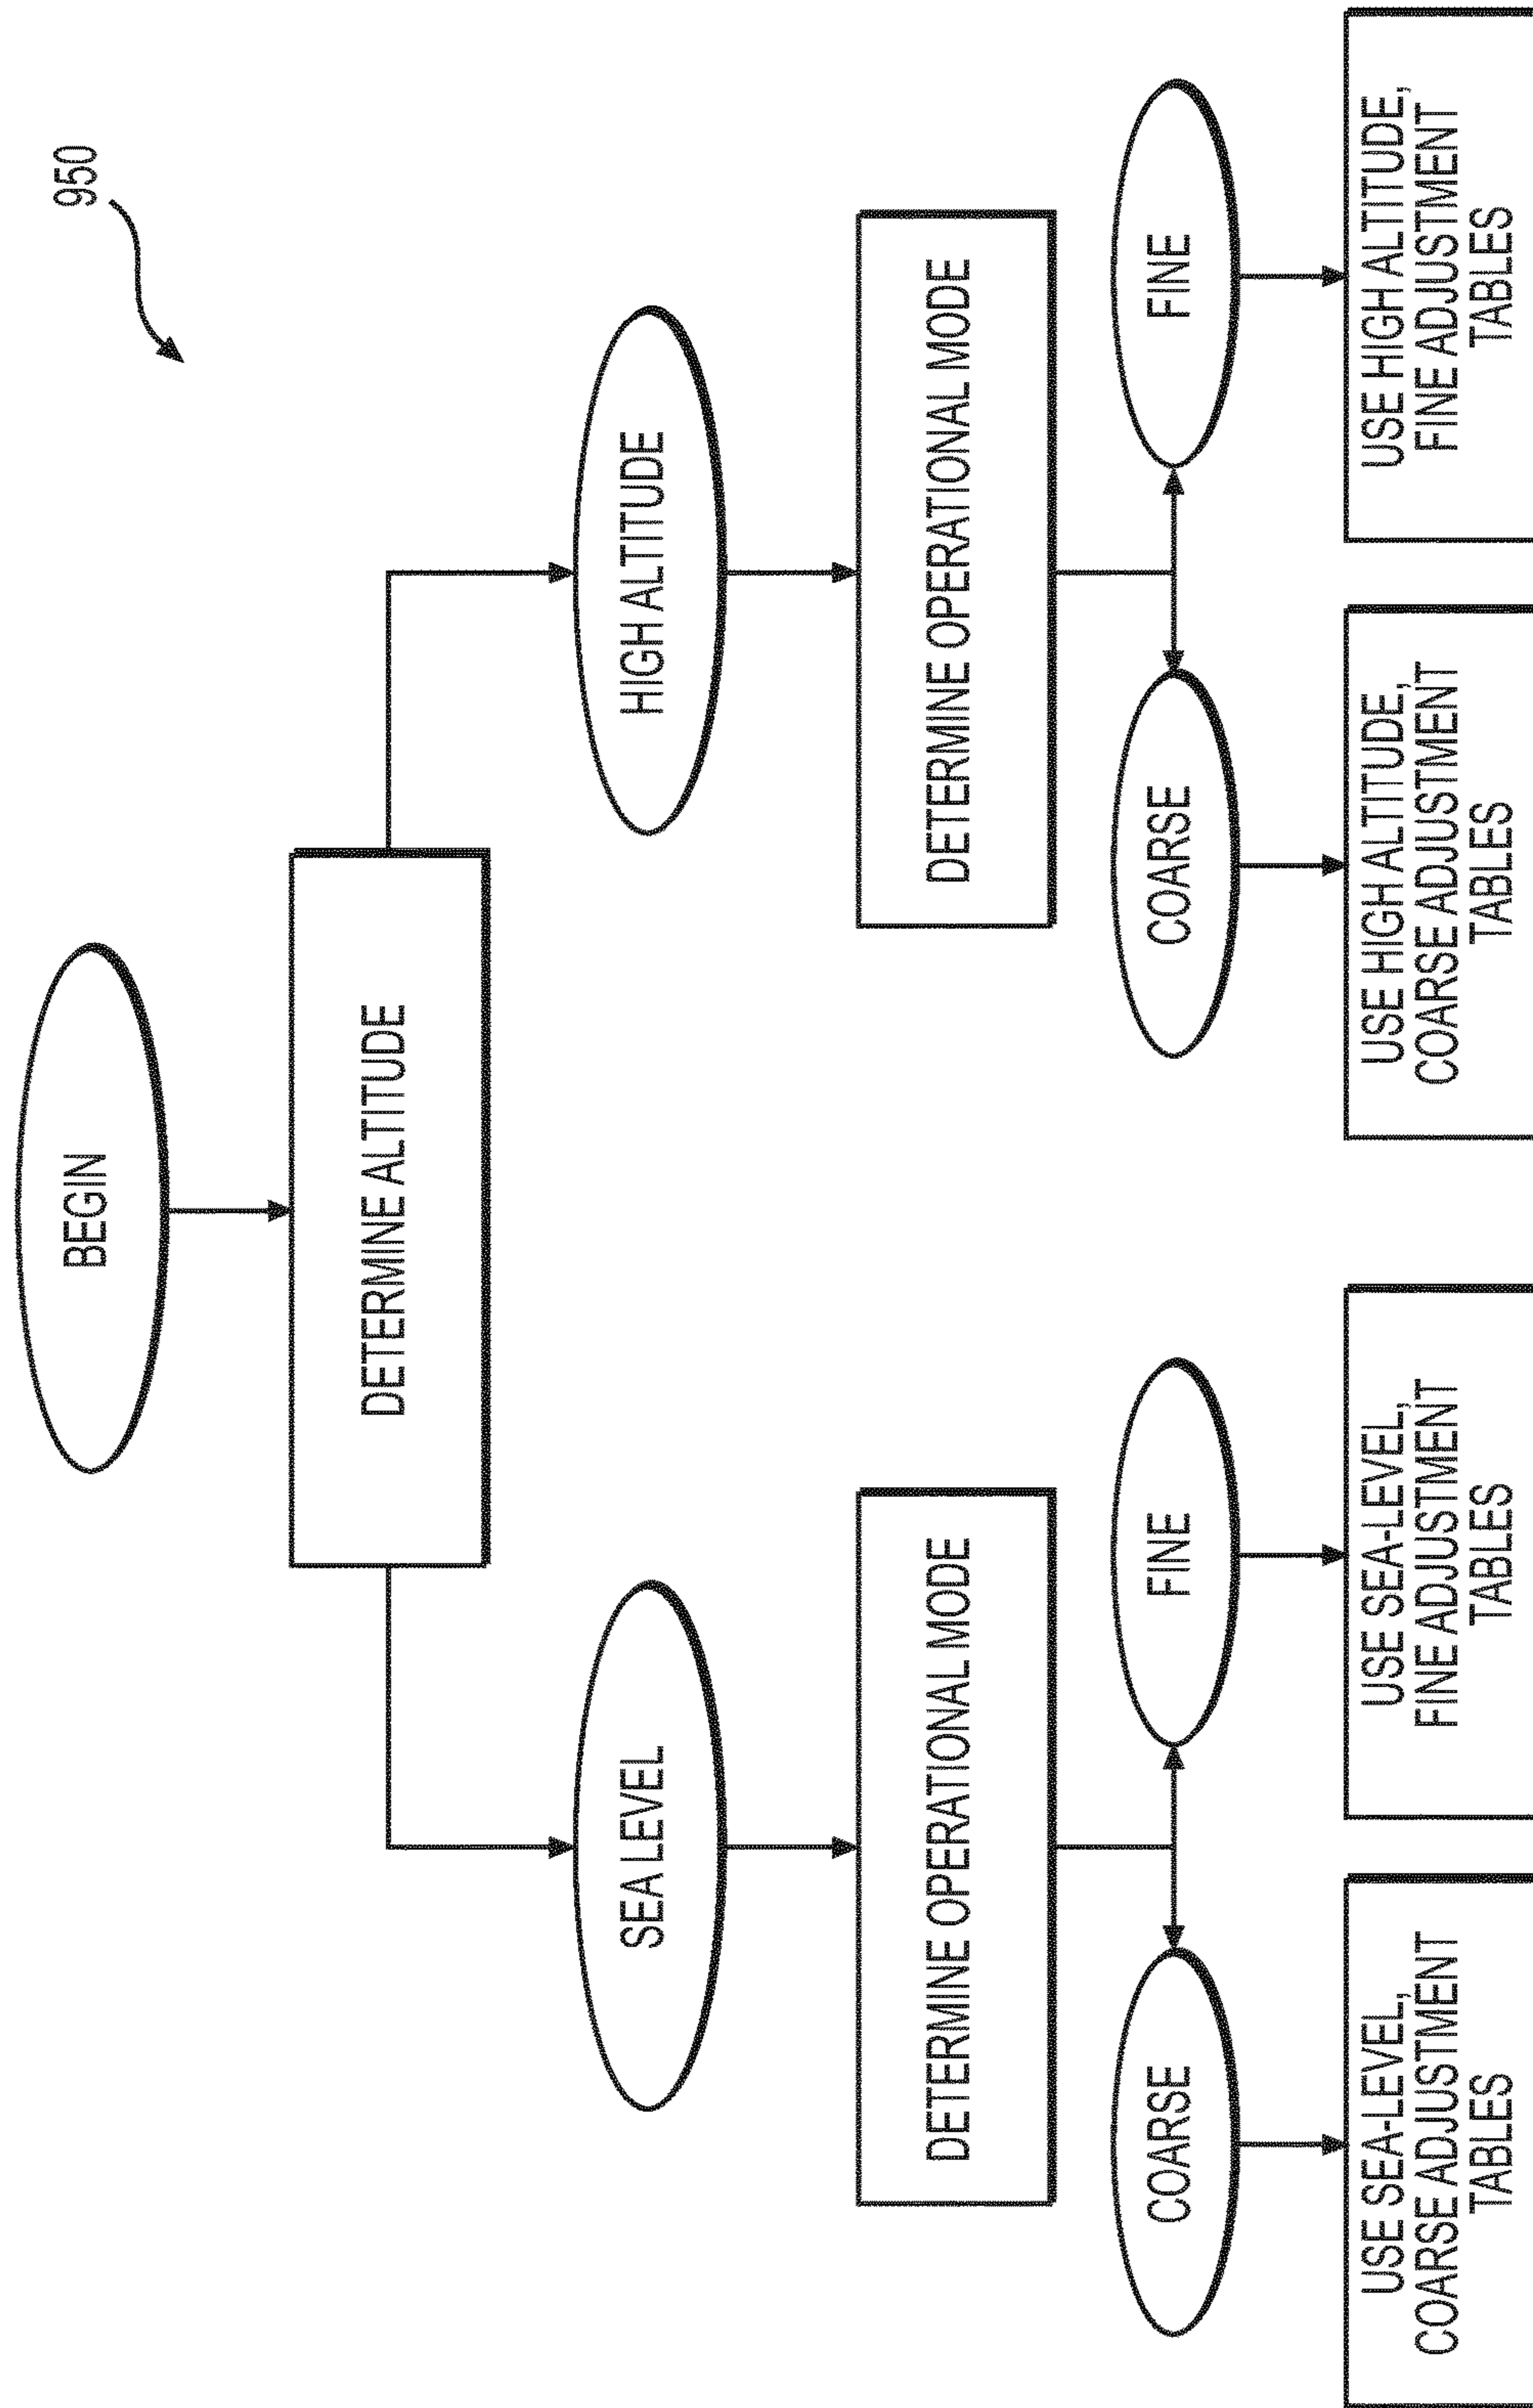 950
BEGIN
DETERMINE ALTITUDE
SEA LEVEL
HIGH ALTITUDE
DETERMINE OPERATIONAL MODE
DETERMINE OPERATIONAL MODE
COARSE
FINE
COARSE
FINE
USE SEA-LEVEL,
COARSE ADJUSTMENT
TABLES
USE SEA-LEVEL,
FINE ADJUSTMENT
TABLES
USE HIGH ALTITUDE,
COARSE ADJUSTMENT
TABLES
USE HIGH ALTITUDE,
FINE ADJUSTMENT
TABLES